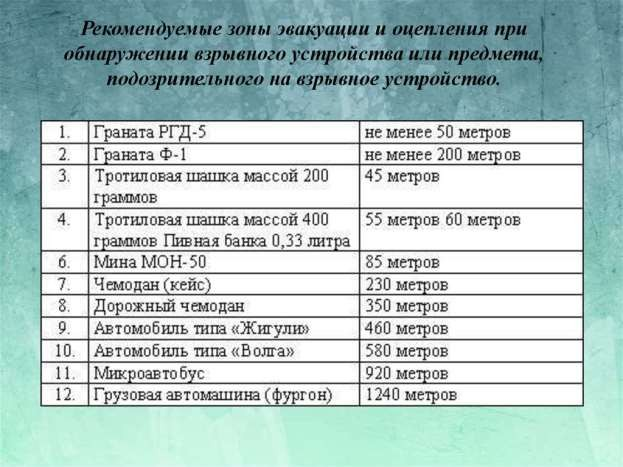 Рекомендуемые зоны эвакуации и оцепления при
обнаружении взрывного устройства или предмета,
подозрительного на взрывное устройство.
1. Граната РГД-5 не менее 50 метров
2. Граната Ф-1 не менее 200 метров
3. Тротиловая шашка массой 200 45 метров
граммов
4. Тротиловая шашка массой 400 55 метров 60 метров
граммов Пивная банка 0,33 литра
6. Мина МОН-50 85 метров
7. Чемодан (кейс) 230 метров
8. Дорожный чемодан 350 метров
9. Автомобиль типа «Жигули» 460 метров
10. Автомобиль типа «Волга» 580 метров
11. Микроавтобус 920 метров
12. Грузовая автомашина (фургон) 1240 метров